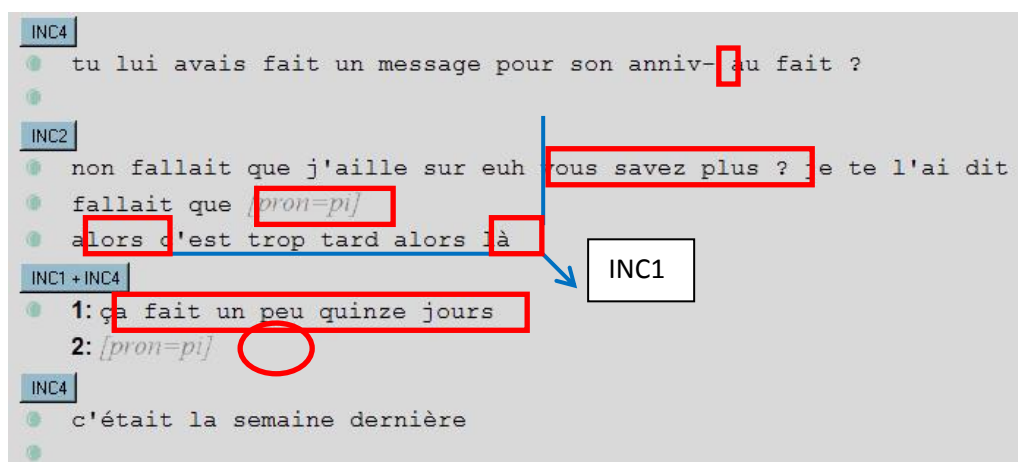 INC4
tu lui avais fait un message pour son anniv- au fait ?
INC2
non fallait que j'aille sur euh vous savez plus ? je te l'ai dit
fallait que [pron=pi]
alors c'est trop tard alors là
INC1
INC1 + INC4
1: ça fait un peu quinze jours
2: [pron=pi]
INC4
c'était la semaine dernière